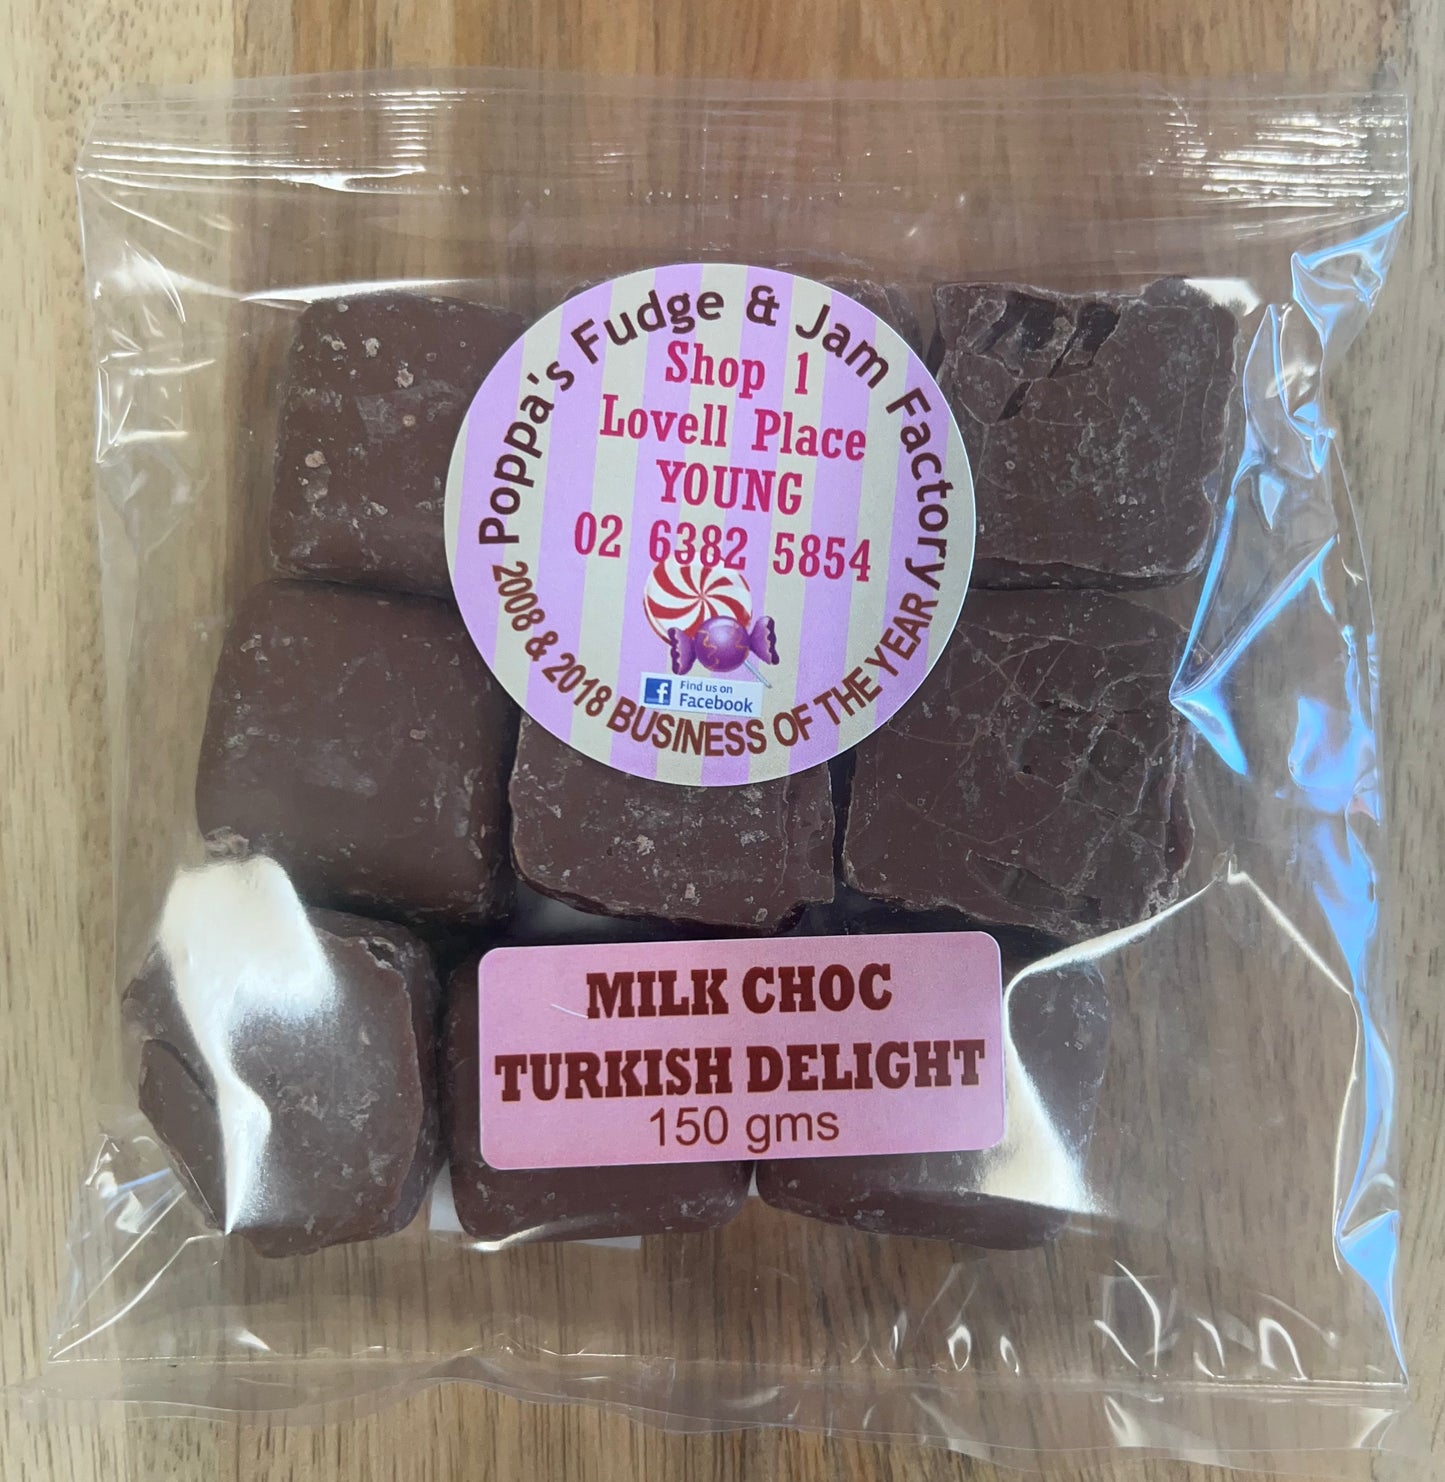 Poppa's Fudge & Jam Factory
Shop 1
Lovell Place
YOUNG
02 6382 5854
Find us on
Facebook
2008 & 2018 BUSINESS OF THE YEAR
MILK CHOC
TURKISH DELIGHT
150 gms